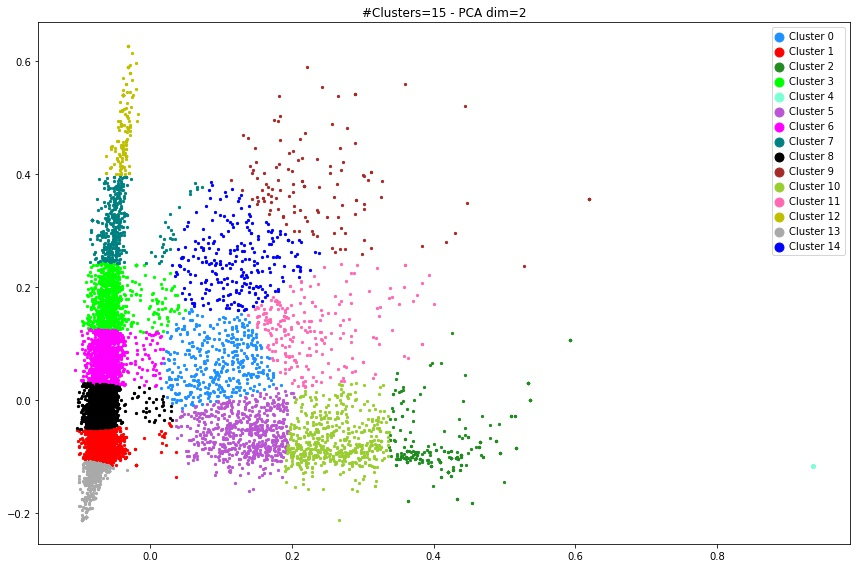 #Clusters=15 - PCA dim=2
Cluster 0
Cluster 1
Cluster 2
Cluster 3
Cluster 4
Cluster 5
Cluster 6
Cluster 7
Cluster 8
Cluster 9
Cluster 10
Cluster 11
Cluster 12
Cluster 13
Cluster 14
0.6
0.4
0.2
0.0
−0.2
0.0 0.2 0.4 0.6 0.8